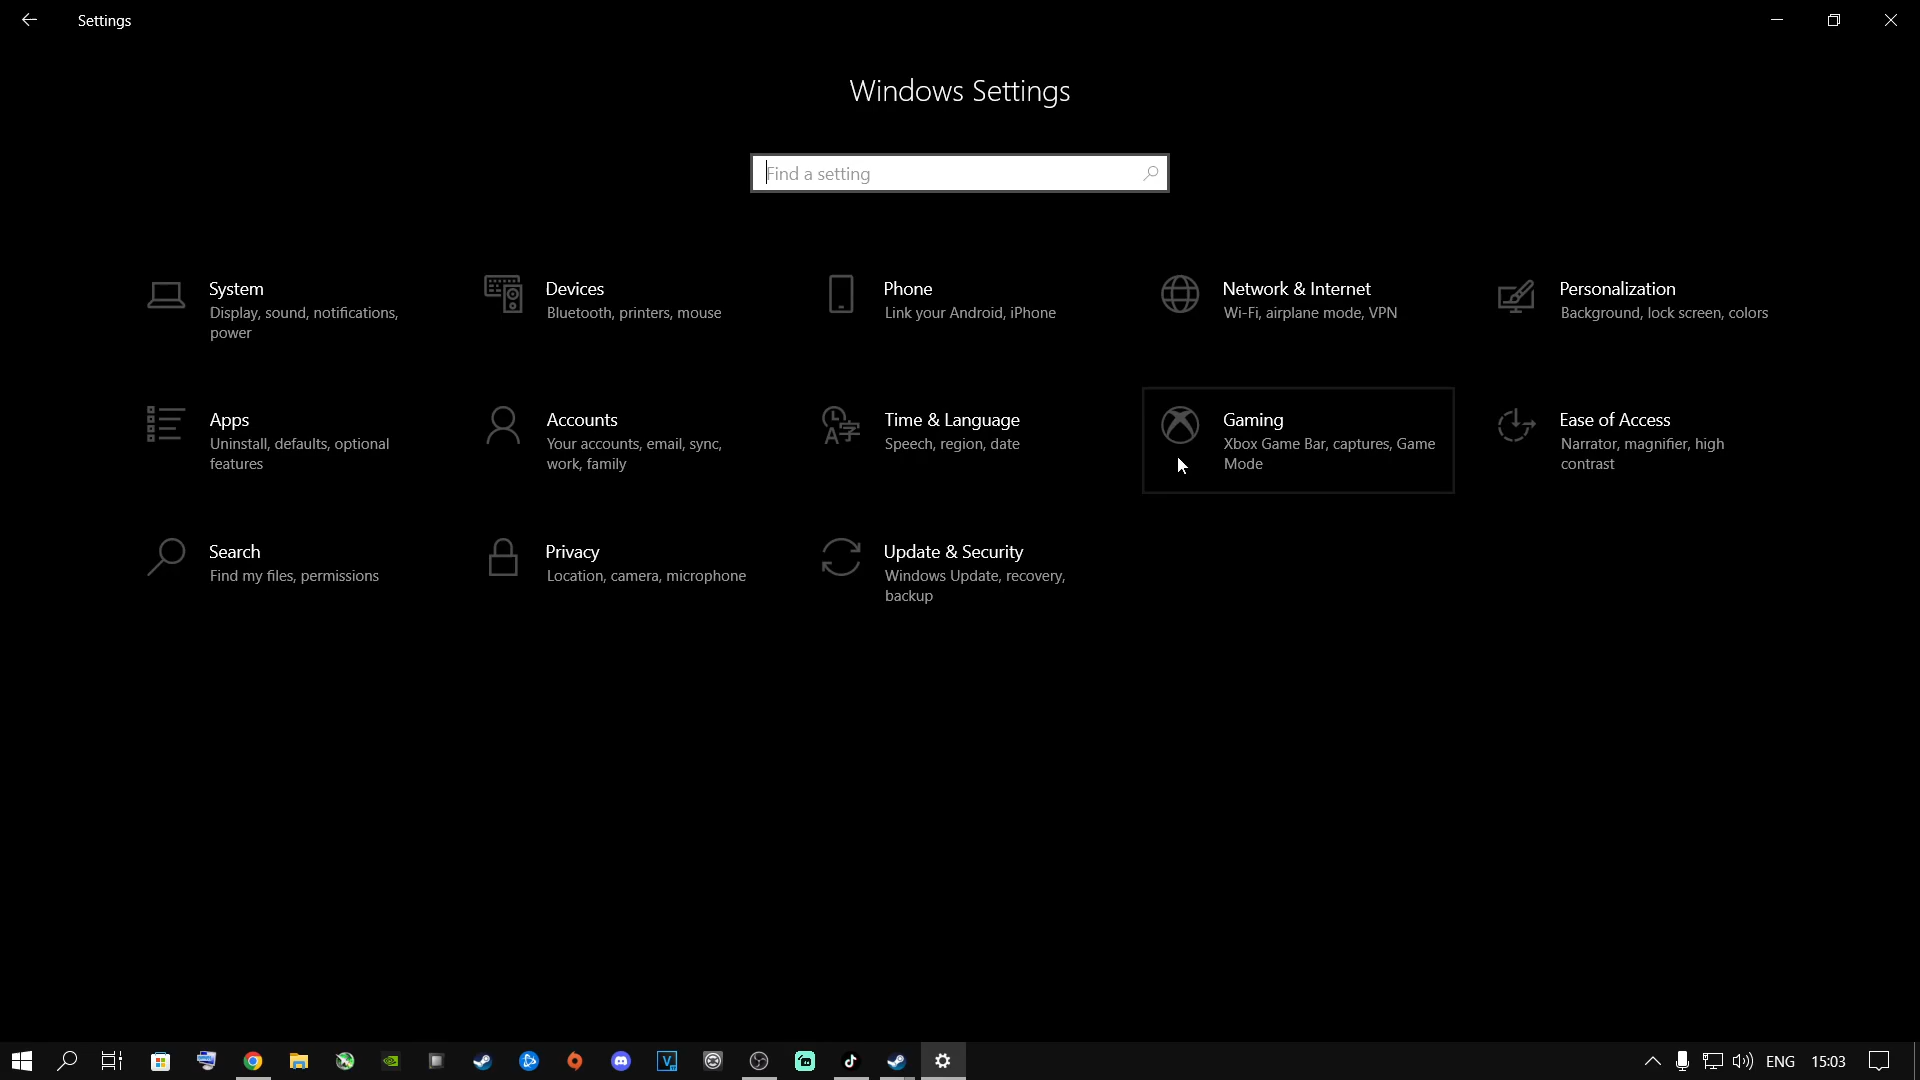 Settings
Windows Settings
Find a setting
System
Display, sound, notifications,
power
Devices
Bluetooth, printers, mouse
Phone
Link your Android, iPhone
Network & Internet
Wi-Fi, airplane mode, VPN
Personalization
Background, lock screen, colors
Apps
Uninstall, defaults, optional
features
Accounts
Your accounts, email, sync,
work, family
Time & Language
Speech, region, date
Gaming
Xbox Game Bar, captures, Game
Mode
Ease of Access
Narrator, magnifier, high
contrast
Search
Find my files, permissions
Privacy
Location, camera, microphone
Update & Security
Windows Update, recovery,
backup
ENG
15:03